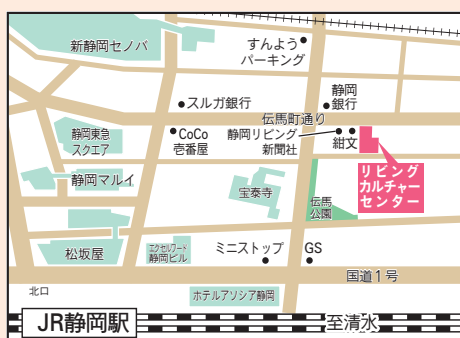 新静岡セノバ
すんよう
パーキング
スルガ銀行
静岡
銀行
伝馬町通り
静岡東急
スクエア
CoCo
壱番屋
静岡リビング
新聞社
紺文
リビング
カルチャー
センター
静岡マルイ
宝泰寺
伝馬
公園
松坂屋
エクセルワード
静岡ビル
ミニストップ
GS
国道1号
北口
ホテルアソシア静岡
JR静岡駅
至清水